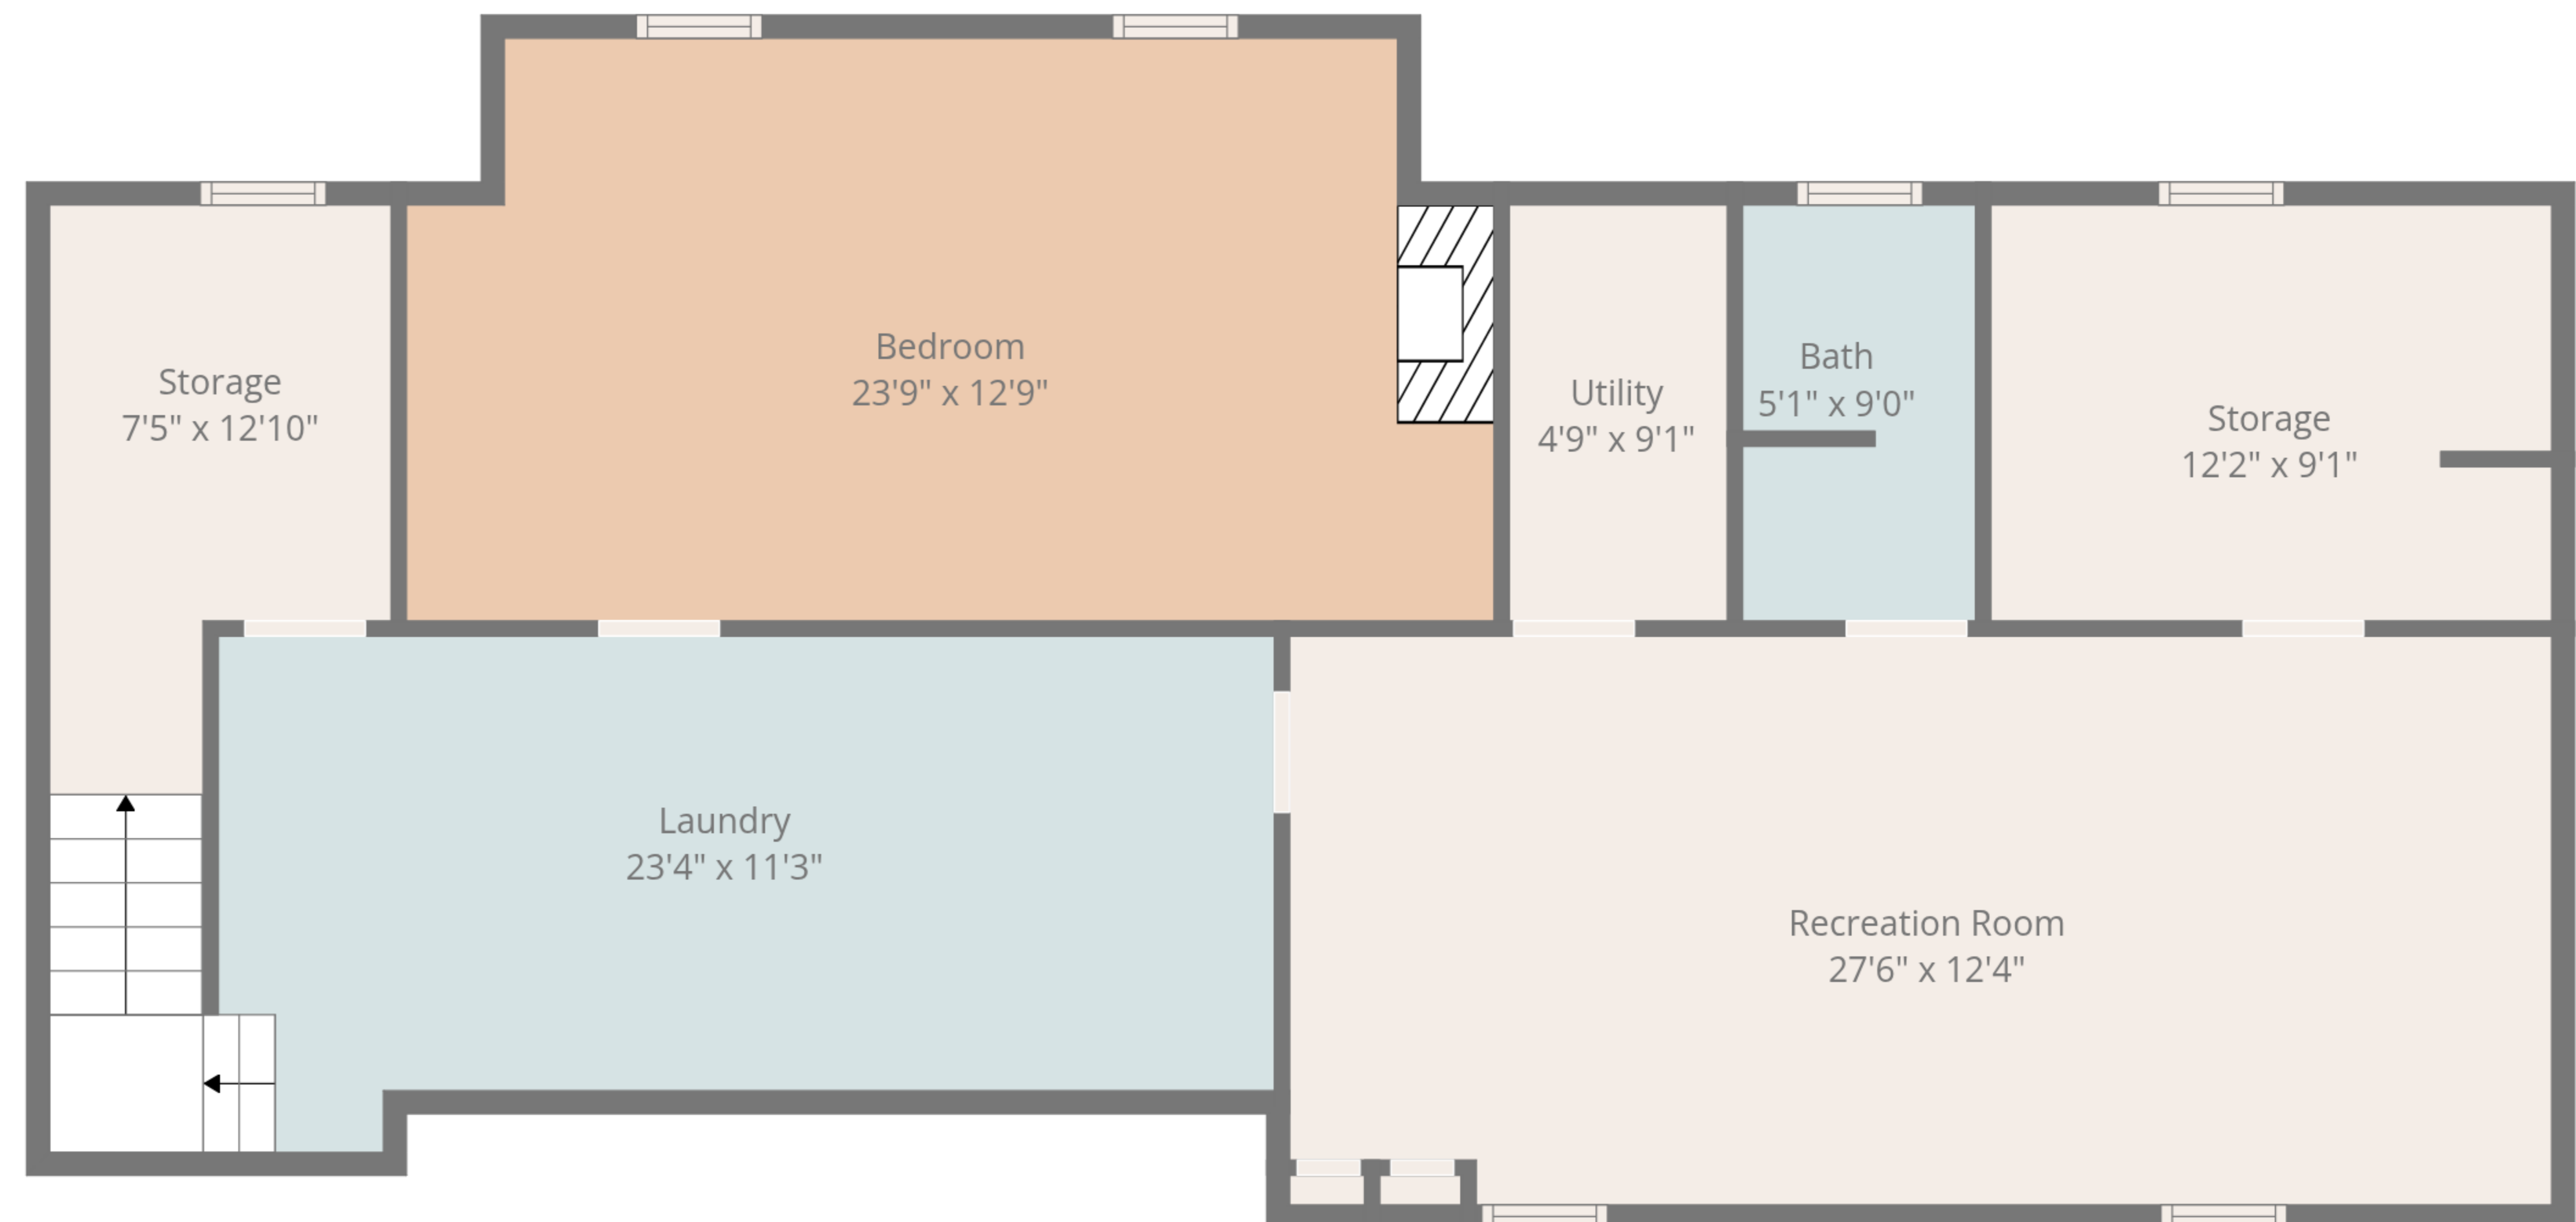 Bedroom
23'9" x 12'9"
Storage
7'5" x 12'10"
Utility
4'9" x 9'1"
Bath
5'1" x 9'0"
Storage
12'2" x 9'1"
Laundry
23'4" x 11'3"
Recreation Room
27'6" x 12'4"